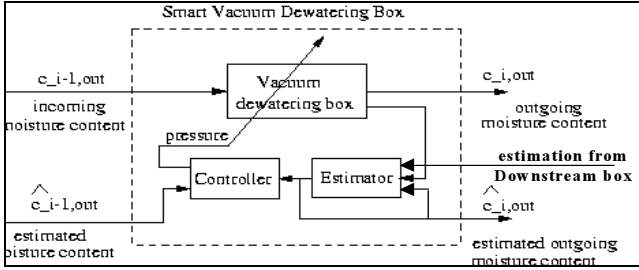 Smart Vacuum Dewatering Box
c_i-1,out
incoming
moisture content
Vacuum
dewatering box
c_i,out
outgoing
moisture content
pressure
Controller
Estimator
estimation from
Downstream box
^
c_i-1,out
estimated
oisture content
^
c_i,out
estimated outgoing
moisture content